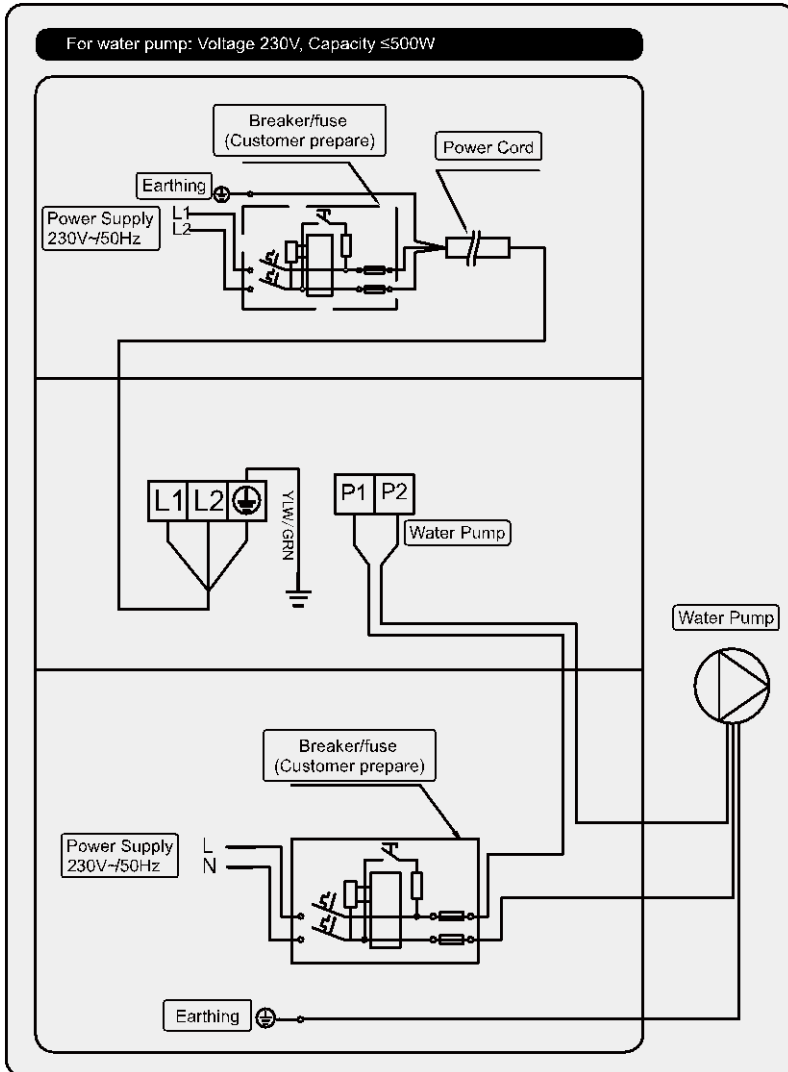 For water pump: Voltage 230V, Capacity ≤500W
Breaker/fuse
(Customer prepare)
Power Cord
Earthing
Power Supply
230V~/50Hz
L1
L2
L1 L2
YLW/GRN
P1 P2
Water Pump
Water Pump
Breaker/fuse
(Customer prepare)
Power Supply
230V~/50Hz
L
N
Earthing